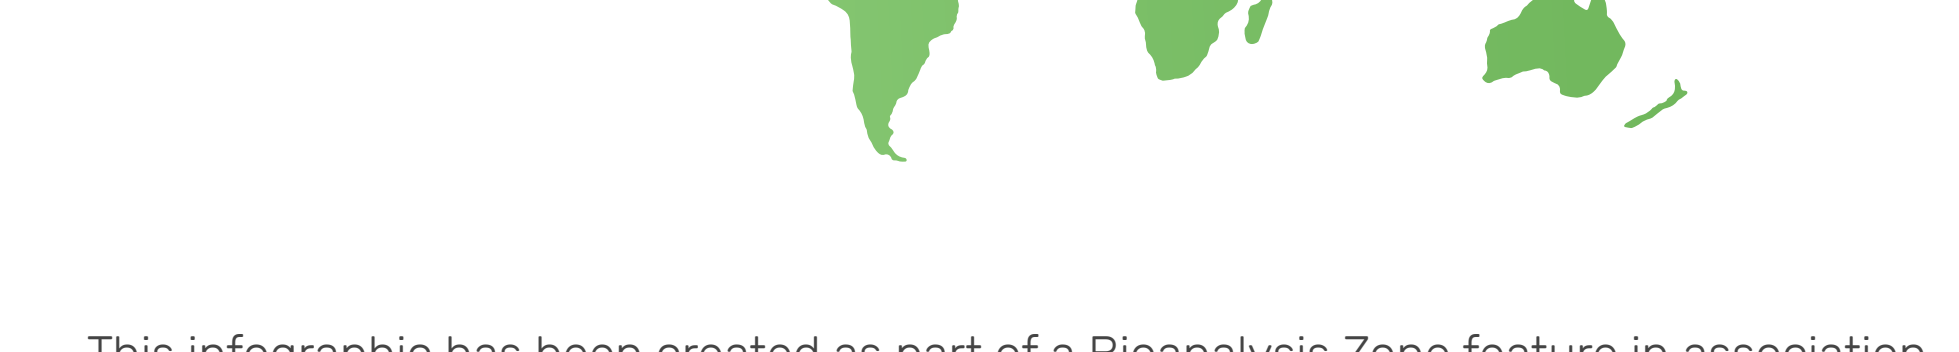 This infographic has been created as part of a Bioanalysis Zone feature in association